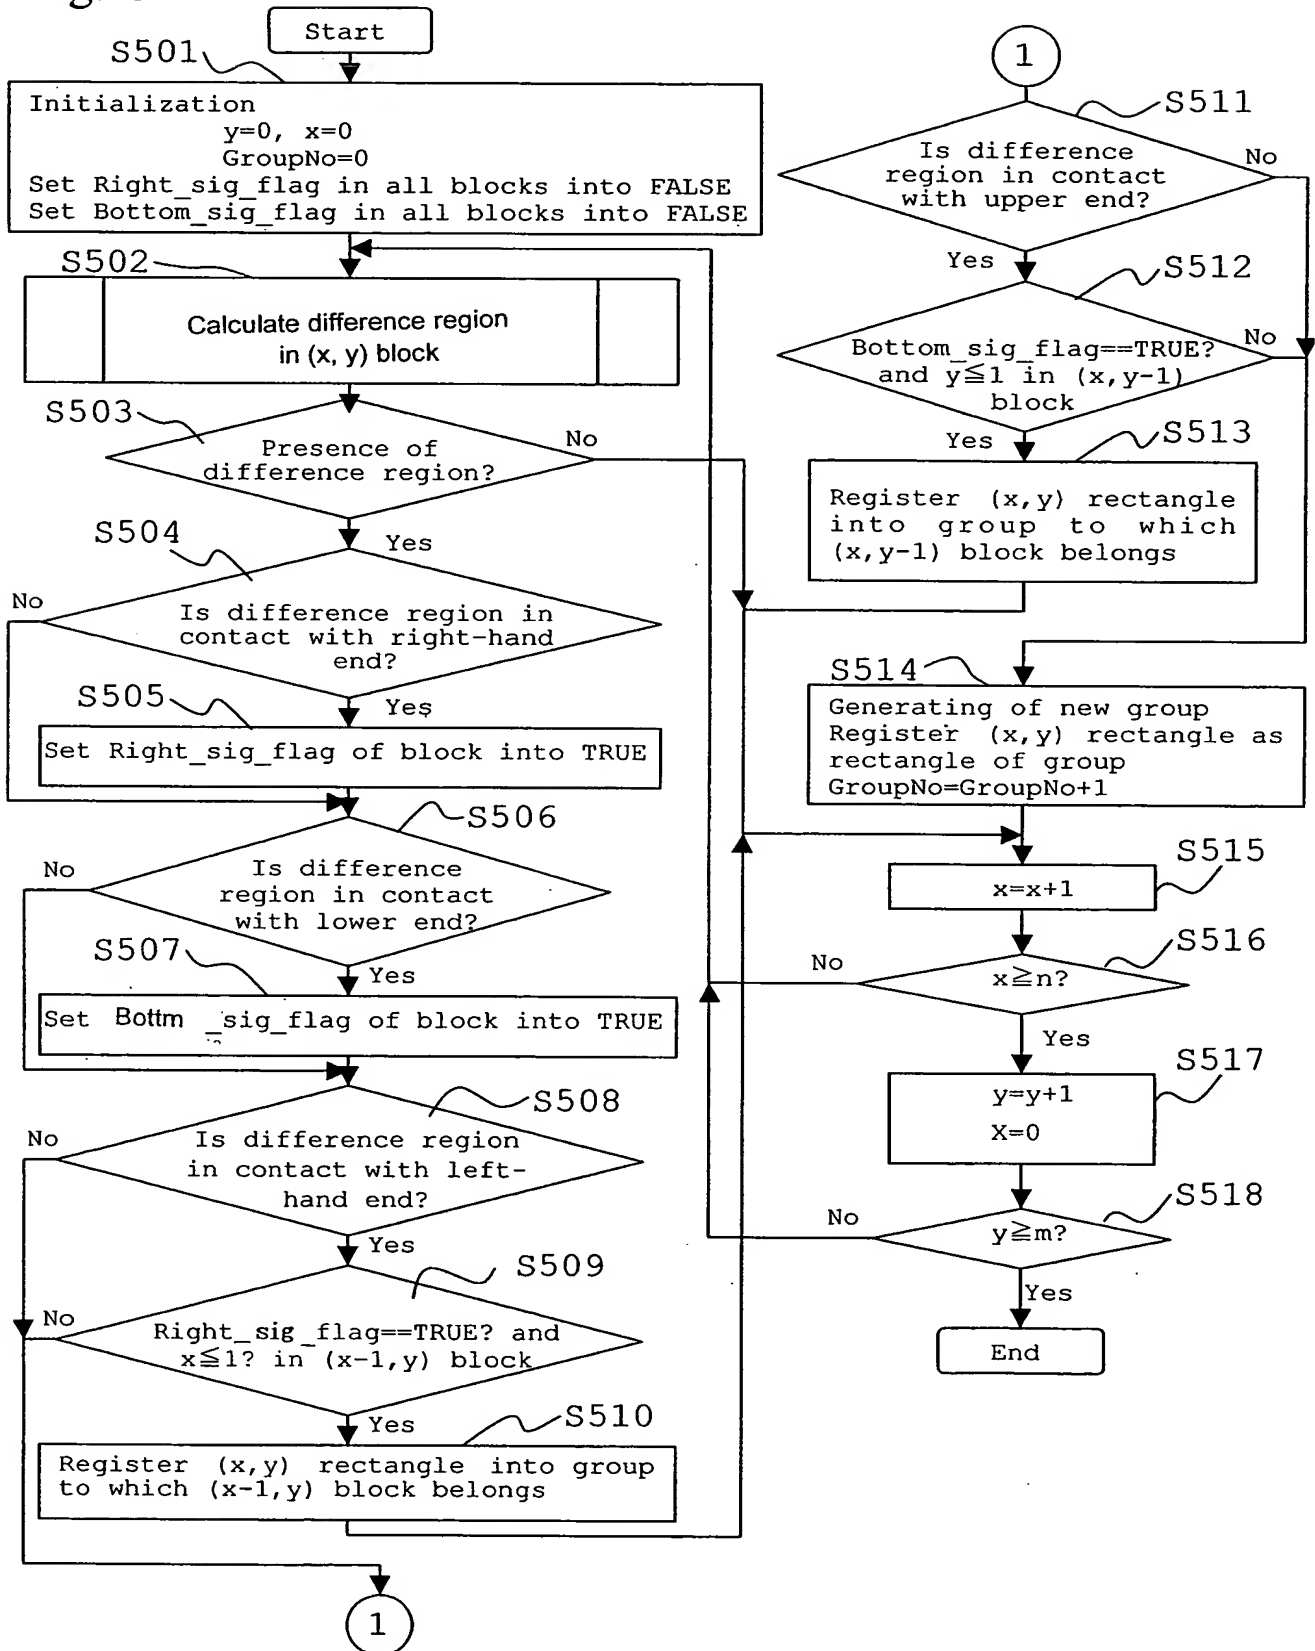 Start
S501
Initialization
y=0, x=0
GroupNo=0
Set Right_sig_flag in all blocks into FALSE
Set Bottom_sig_flag in all blocks into FALSE
S502
Calculate difference region
in (x, y) block
S503
Presence of
difference region?
No
Yes
S504
No
Is difference region in
contact with right-hand
end?
Yes
S505
Set Right_sig_flag of block into TRUE
S506
No
Is difference
region in contact
with lower end?
S507
Yes
Set Bottm _sig_flag of block into TRUE
S508
No
Is difference region
in contact with left-
hand end?
Yes
S509
No
Right_sig_flag==TRUE? and
x≦1? in (x-1,y) block
Yes
S510
Register (x,y) rectangle into group
to which (x-1,y) block belongs
1
1
S511
Is difference
region in contact
with upper end?
No
Yes
S512
Bottom_sig_flag==TRUE?
and y≦1 in (x,y-1)
block
No
Yes
S513
Register (x,y) rectangle
into group to which
(x,y-1) block belongs
S514
Generating of new group
Register (x,y) rectangle as
rectangle of group
GroupNo=GroupNo+1
S515
x=x+1
S516
No
x≧n?
Yes
S517
y=y+1
X=0
S518
No
y≧m?
Yes
End